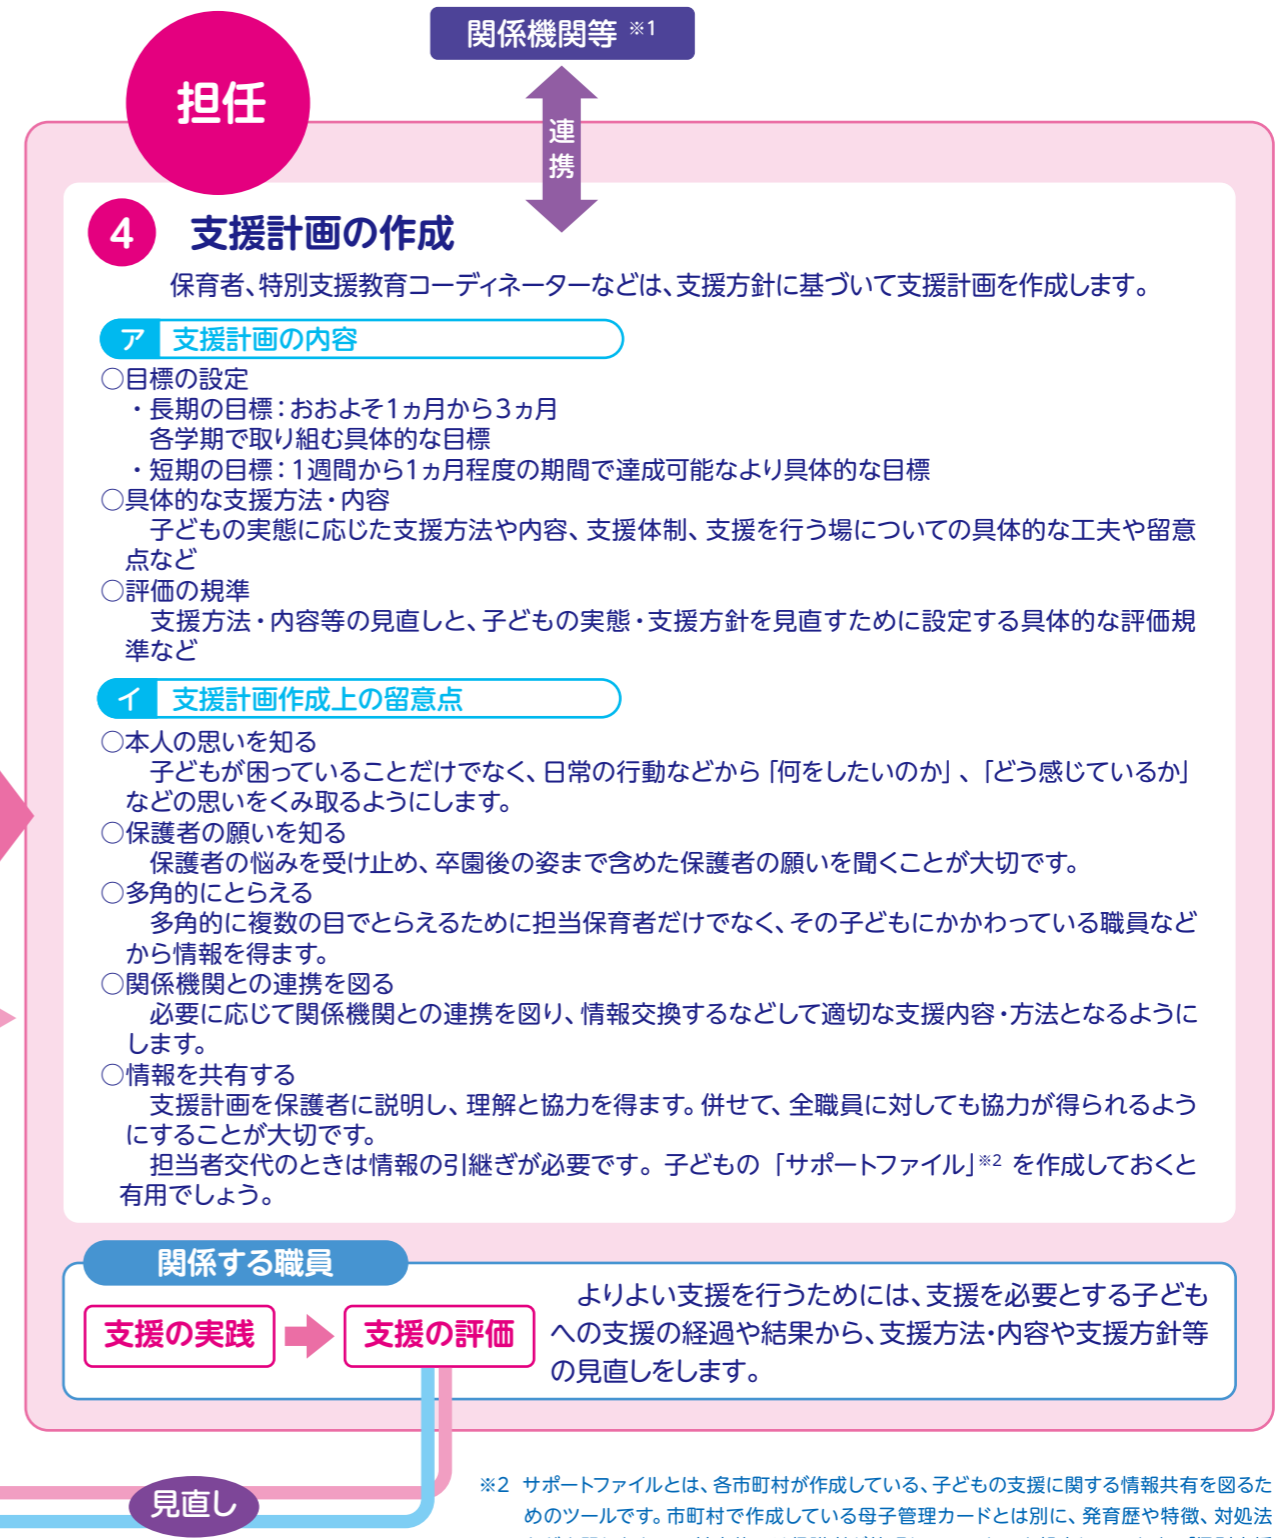 関係機関等 ※1
担任
連携
4 支援計画の作成
保育者、特別支援教育コーディネーターなどは、支援方針に基づいて支援計画を作成します。
ア 支援計画の内容
○目標の設定
・長期の目標：おおよそ1ヵ月から3ヵ月
各学期で取り組む具体的な目標
・短期の目標：1週間から1ヵ月程度の期間で達成可能なより具体的な目標
○具体的な支援方法・内容
子どもの実態に応じた支援方法や内容、支援体制、支援を行う場についての具体的な工夫や留意
点など
○評価の規準
支援方法・内容等の見直しと、子どもの実態・支援方針を見直すために設定する具体的な評価規
準など
イ 支援計画作成上の留意点
○本人の思いを知る
子どもが困っていることだけでなく、日常の行動などから「何をしたいのか」、「どう感じているか」
などの思いをくみ取るようにします。
○保護者の願いを知る
保護者の悩みを受け止め、卒園後の姿まで含めた保護者の願いを聞くことが大切です。
○多角的にとらえる
多角的に複数の目でとらえるために担当保育者だけでなく、その子どもにかかわっている職員など
から情報を得ます。
○関係機関との連携を図る
必要に応じて関係機関との連携を図り、情報交換するなどして適切な支援内容・方法となるように
します。
○情報を共有する
支援計画を保護者に説明し、理解と協力を得ます。併せて、全職員に対しても協力が得られるよう
にすることが大切です。
担当者交代のときは情報の引継ぎが必要です。子どもの「サポートファイル」※2 を作成しておくと
有用でしょう。
関係する職員
支援の実践
支援の評価
よりよい支援を行うためには、支援を必要とする子ども
への支援の経過や結果から、支援方法・内容や支援方針等
の見直しをします。
見直し
※2 サポートファイルとは、各市町村が作成している、子どもの支援に関する情報共有を図るた
めのツールです。市町村で作成している母子管理カードとは別に、発育歴や特徴、対処法